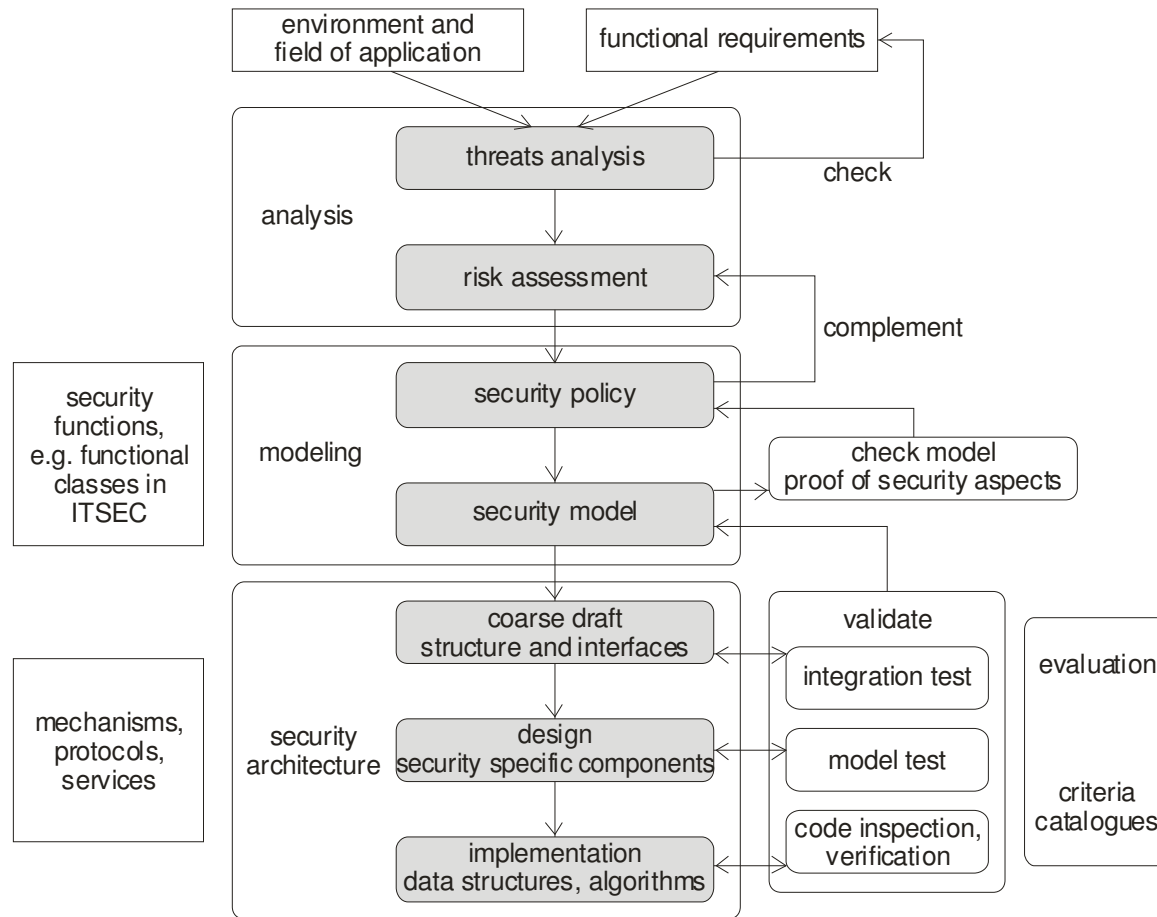 environment and
field of application
functional requirements
threats analysis
check
analysis
risk assessment
complement
security
functions,
e.g. functional
classes in
ITSEC
security policy
modeling
check model
proof of security aspects
security model
coarse draft
structure and interfaces
validate
integration test
evaluation
mechanisms,
protocols,
services
security
architecture
design
security specific components
model test
criteria
catalogues
implementation
data structures, algorithms
code inspection,
verification